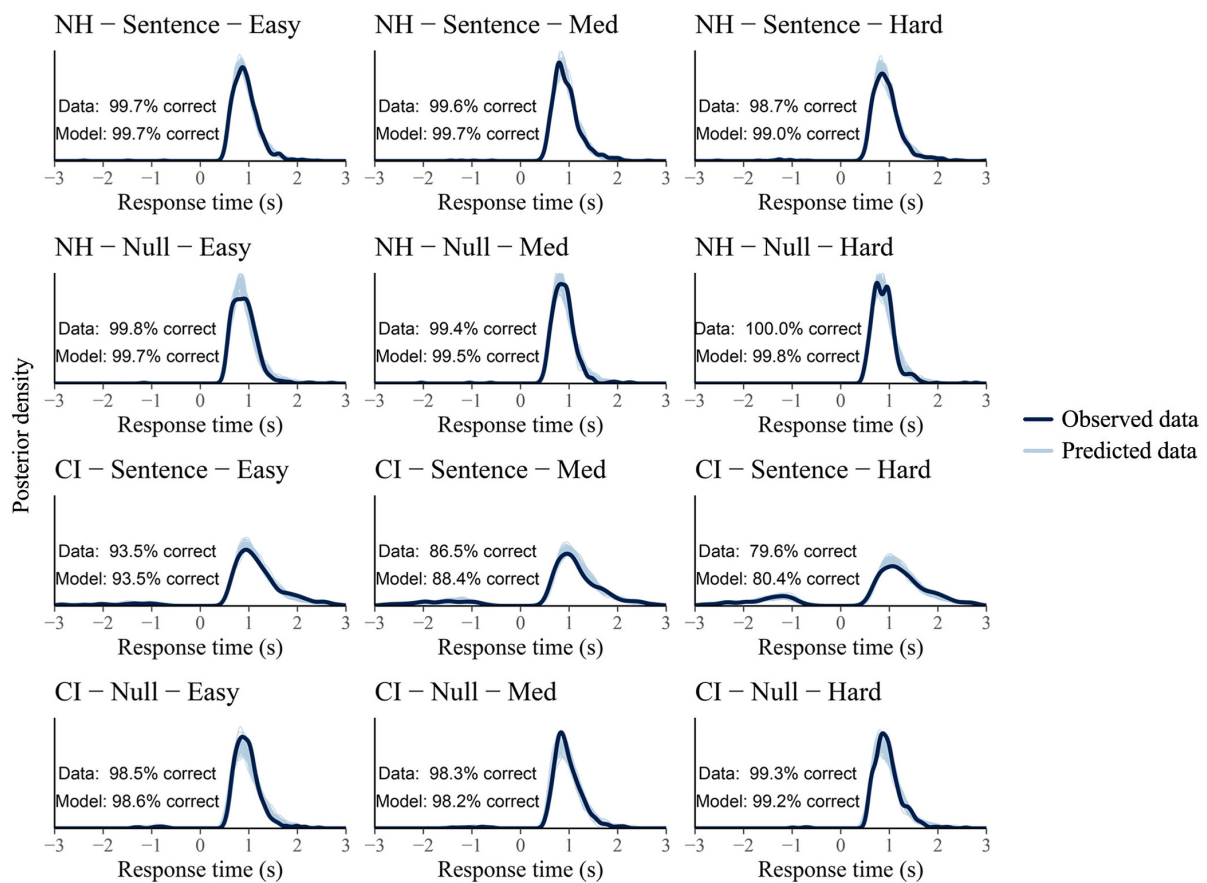 NH − Sentence − Easy
NH − Sentence − Med
NH − Sentence − Hard
Data: 99.7% correct
Model: 99.7% correct
Data: 99.6% correct
Model: 99.7% correct
Data: 98.7% correct
Model: 99.0% correct
−3 −2 −1 0 1 2 3
−3 −2 −1 0 1 2 3
−3 −2 −1 0 1 2 3
Response time (s)
Response time (s)
Response time (s)
NH − Null − Easy
NH − Null − Med
NH − Null − Hard
Data: 99.8% correct
Model: 99.7% correct
Data: 99.4% correct
Model: 99.5% correct
Data: 100.0% correct
Model: 99.8% correct
−3 −2 −1 0 1 2 3
−3 −2 −1 0 1 2 3
−3 −2 −1 0 1 2 3
Response time (s)
Response time (s)
Response time (s)
Posterior density
Observed data
Predicted data
CI − Sentence − Easy
CI − Sentence − Med
CI − Sentence − Hard
Data: 93.5% correct
Model: 93.5% correct
Data: 86.5% correct
Model: 88.4% correct
Data: 79.6% correct
Model: 80.4% correct
−3 −2 −1 0 1 2 3
−3 −2 −1 0 1 2 3
−3 −2 −1 0 1 2 3
Response time (s)
Response time (s)
Response time (s)
CI − Null − Easy
CI − Null − Med
CI − Null − Hard
Data: 98.5% correct
Model: 98.6% correct
Data: 98.3% correct
Model: 98.2% correct
Data: 99.3% correct
Model: 99.2% correct
−3 −2 −1 0 1 2 3
−3 −2 −1 0 1 2 3
−3 −2 −1 0 1 2 3
Response time (s)
Response time (s)
Response time (s)